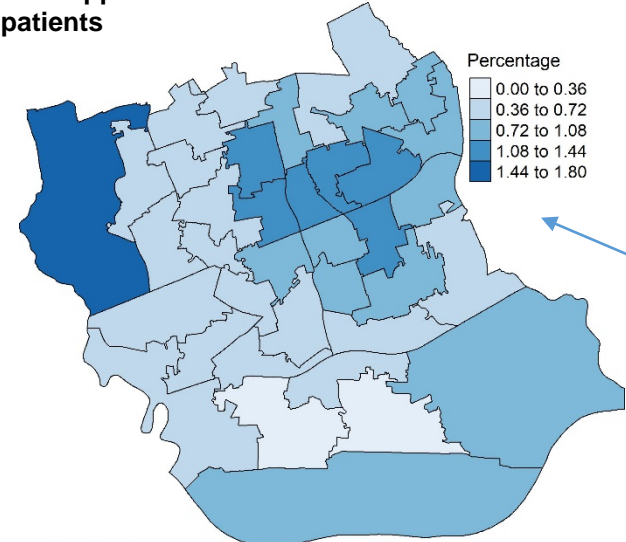 patients
Percentage
0.00 to 0.36
0.36 to 0.72
0.72 to 1.08
1.08 to 1.44
1.44 to 1.80